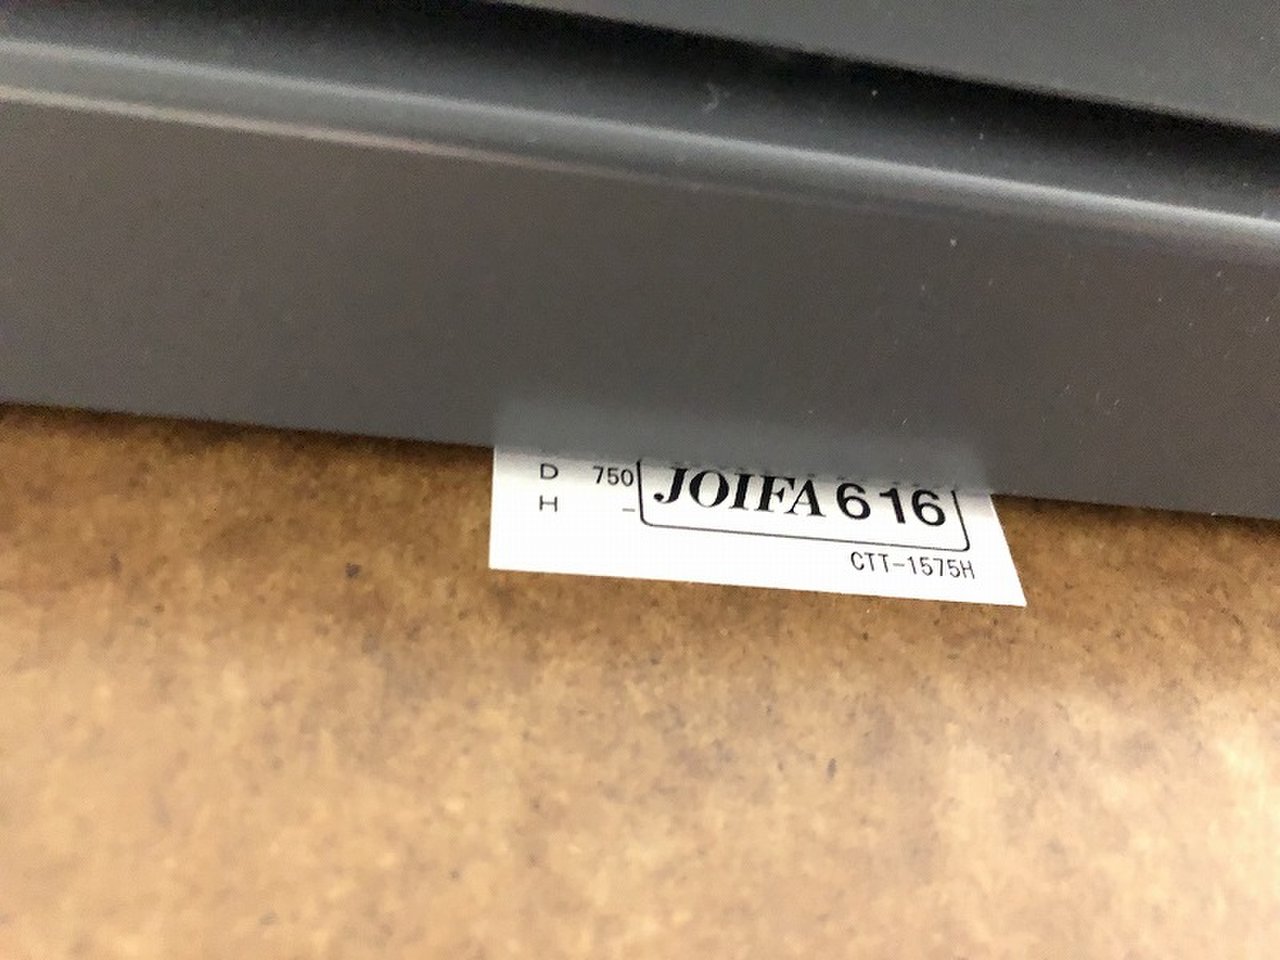 D 750
H –
JOIFA 616
CTT-1575H